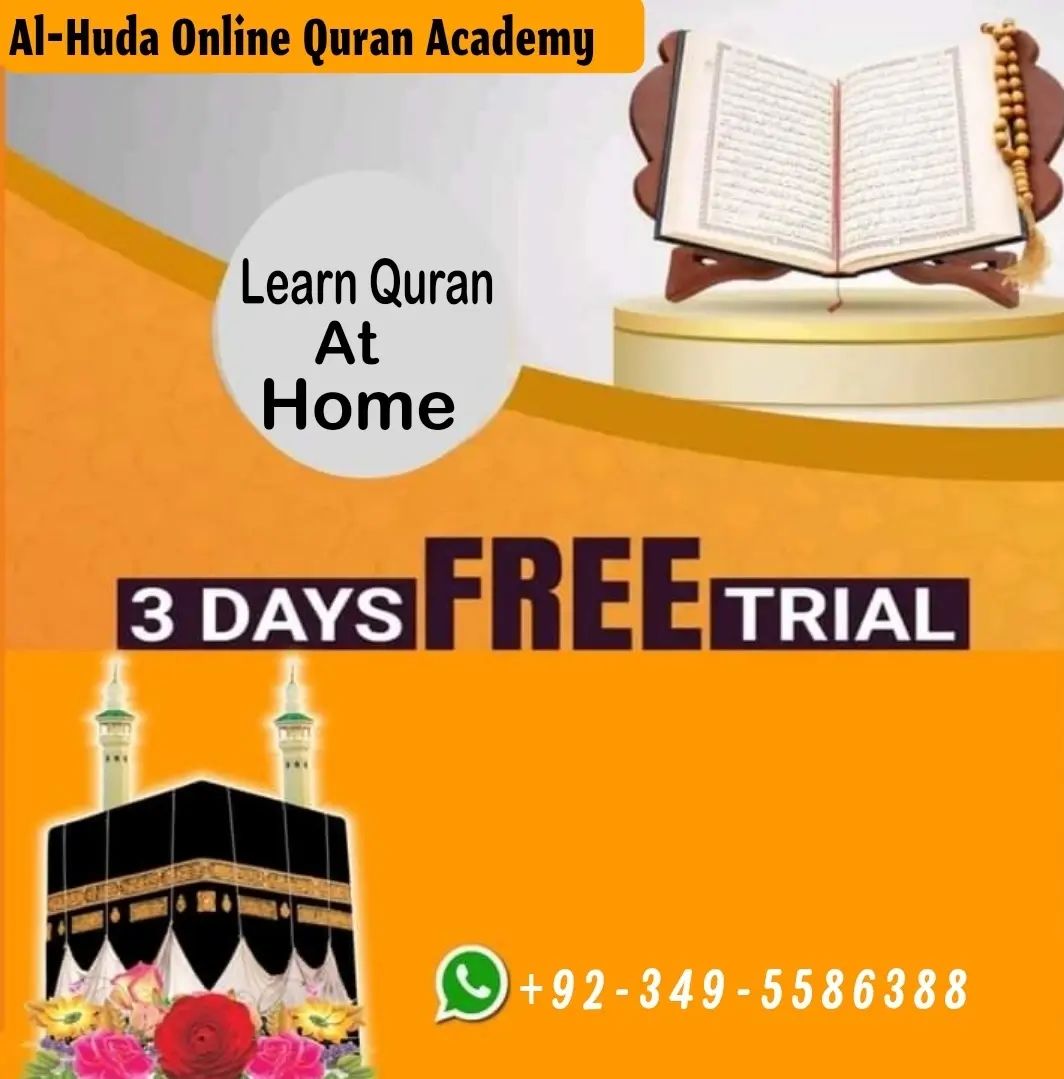 Al-Huda Online Quran Academy
Learn Quran
At
Home
3 DAYS FREE TRIAL
+92-349-5586388